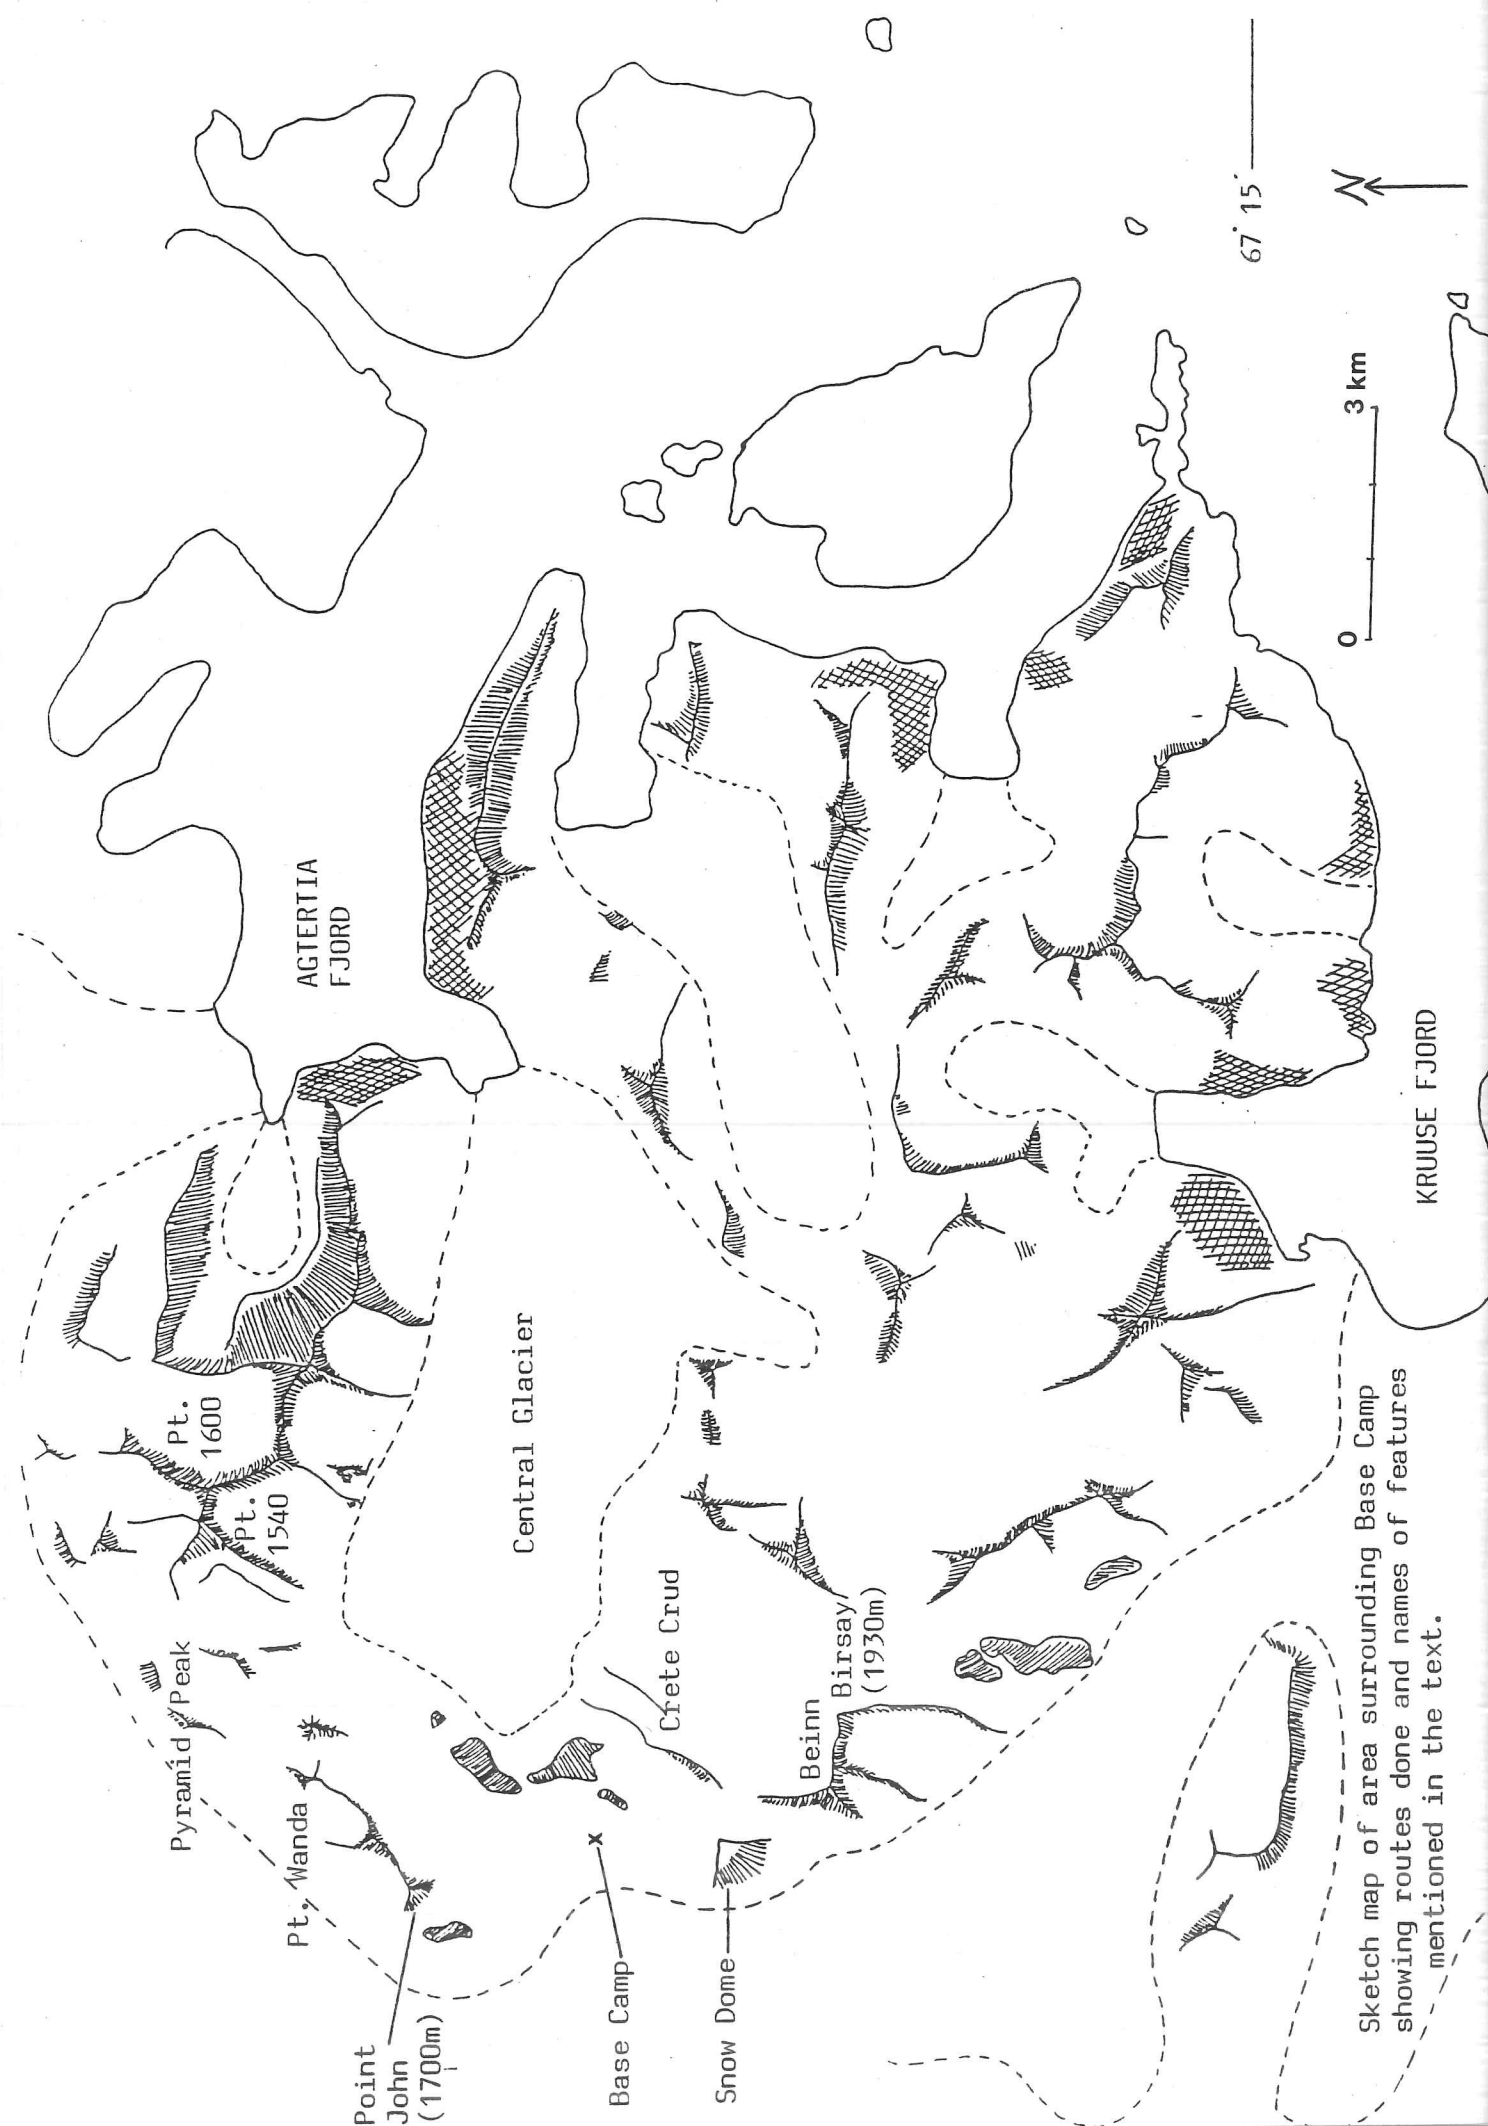 Point
John
(1700m)
Base Camp
Snow Dome
Pt. Wanda
Pyramid Peak
Pt.
1600
Pt.
1540
AGTERTIA
FJORD
Central Glacier
Crete Crud
Beinn
Birsay
(1930m)
KRUUSE FJORD
0
3 km
67° 15′
N
x
Sketch map of area surrounding Base Camp
showing routes done and names of features
mentioned in the text.